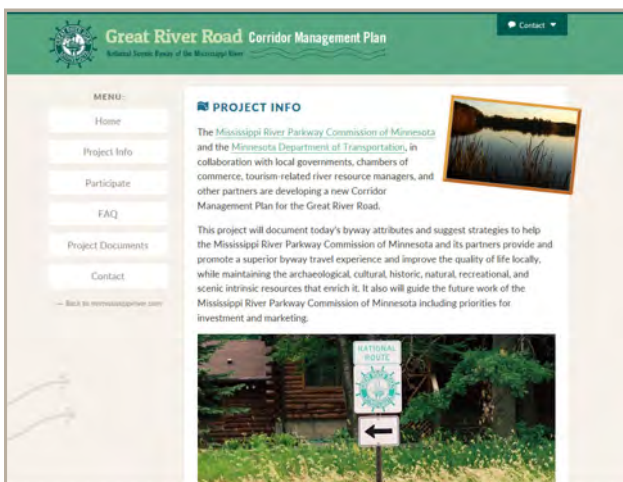 Great River Road Corridor Management Plan
National Scenic Byway of the Mississippi River
Contact
MENU:
Home
Project Info
Participate
FAQ
Project Documents
Contact
PROJECT INFO
The Mississippi River Parkway Commission of Minnesota
and the Minnesota Department of Transportation, in
collaboration with local governments, chambers of
commerce, tourism-related river resource managers, and
other partners are developing a new Corridor
Management Plan for the Great River Road.
This project will document today's byway attributes and suggest strategies to help
the Mississippi River Parkway Commission of Minnesota and its partners provide and
promote a superior byway travel experience and improve the quality of life locally,
while maintaining the archaeological, cultural, historic, natural, recreational, and
scenic intrinsic resources that enrich it. It also will guide the future work of the
Mississippi River Parkway Commission of Minnesota including priorities for
investment and marketing.
NATIONAL
ROUTE